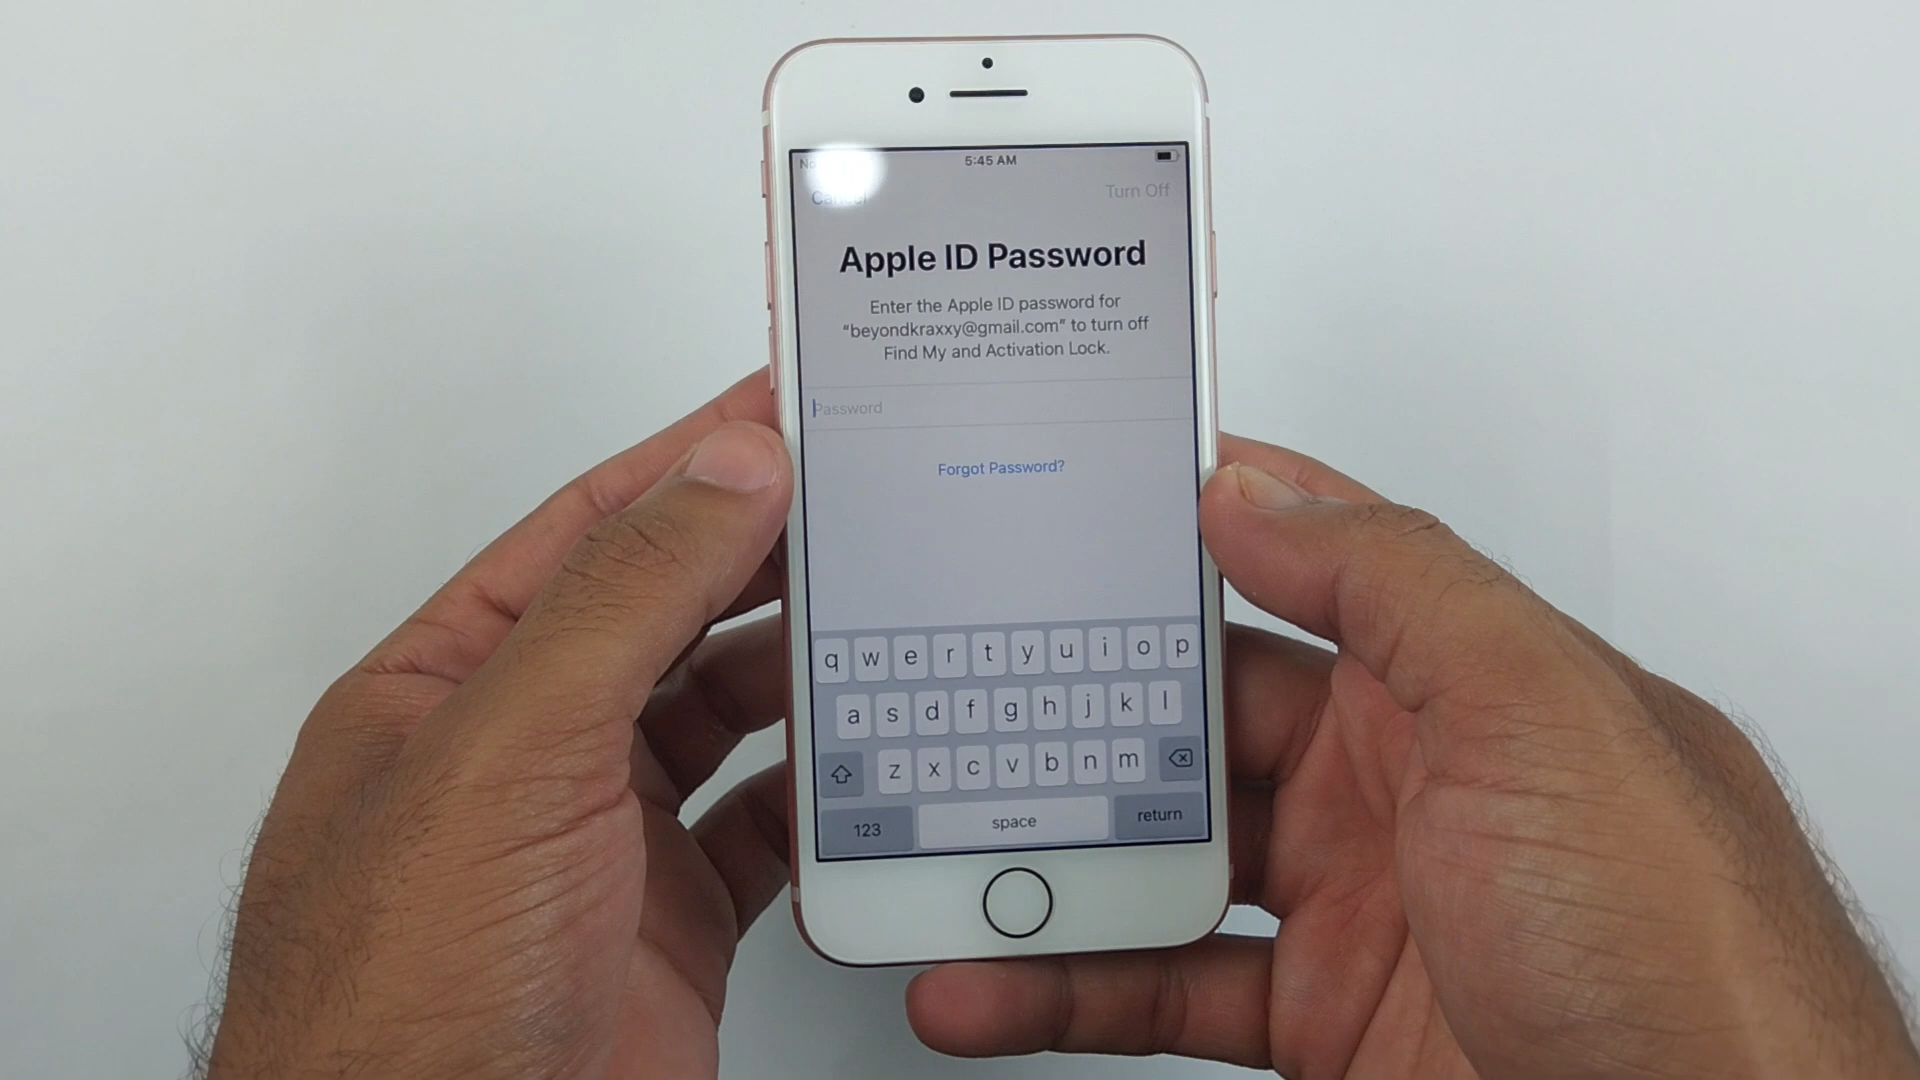 5:45 AM
Cancel
Turn Off
Apple ID Password
Enter the Apple ID password for
“beyondkraxxy@gmail.com” to turn off
Find My and Activation Lock.
Password
Forgot Password?
q w e r t y u i o p
a s d f g h j k l
z x c v b n m
123 space return